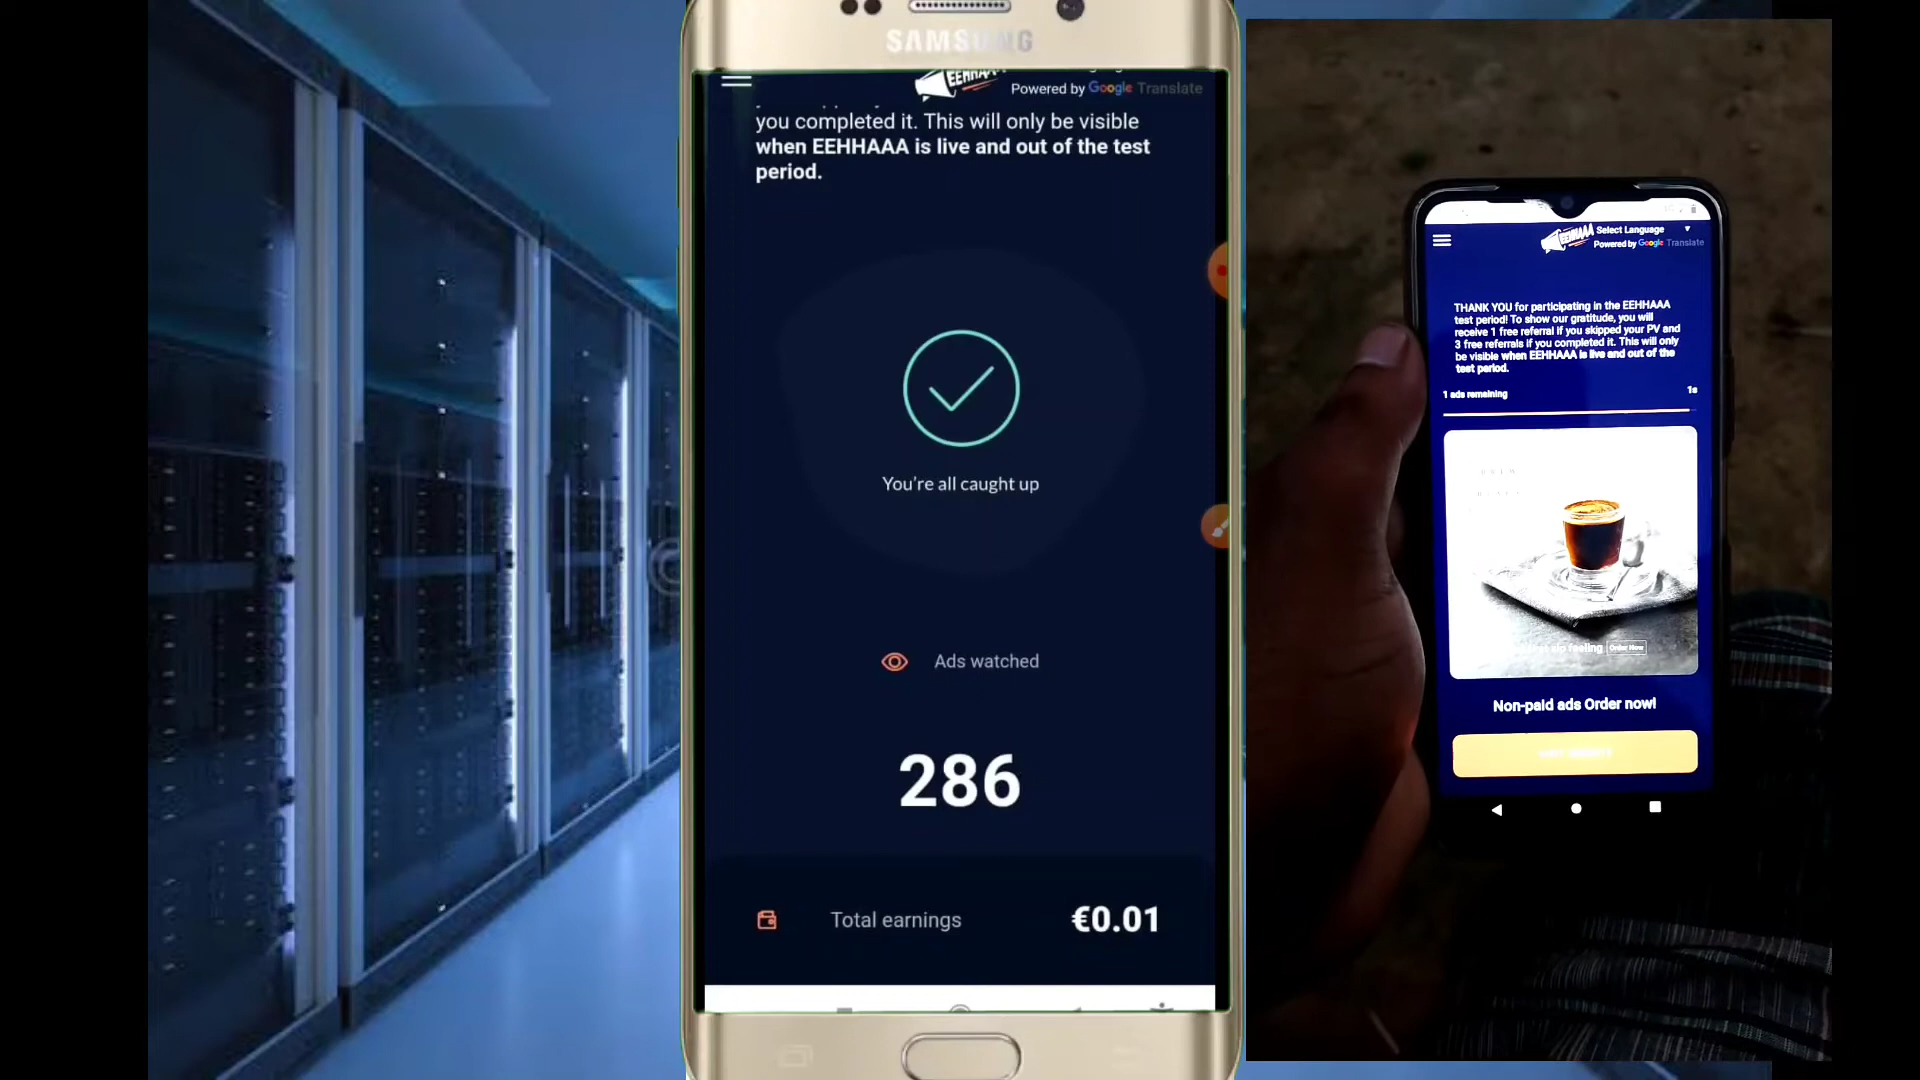 SAMSUNG
EEHHAAA
Powered by Google Translate
you completed it. This will only be visible
when EEHHAAA is live and out of the test
period.
You're all caught up
Ads watched
286
Total earnings
€0.01
EEHHAAA
Select Language
Powered by Google Translate
THANK YOU for participating in the EEHHAAA
test period! To show our gratitude, you will
receive 1 free referral if you skipped your PV and
3 free referrals if you completed it. This will only
be visible when EEHHAAA is live and out of the
test period.
1 ads remaining
1s
sip feeling
Order Now
Non-paid ads Order now!